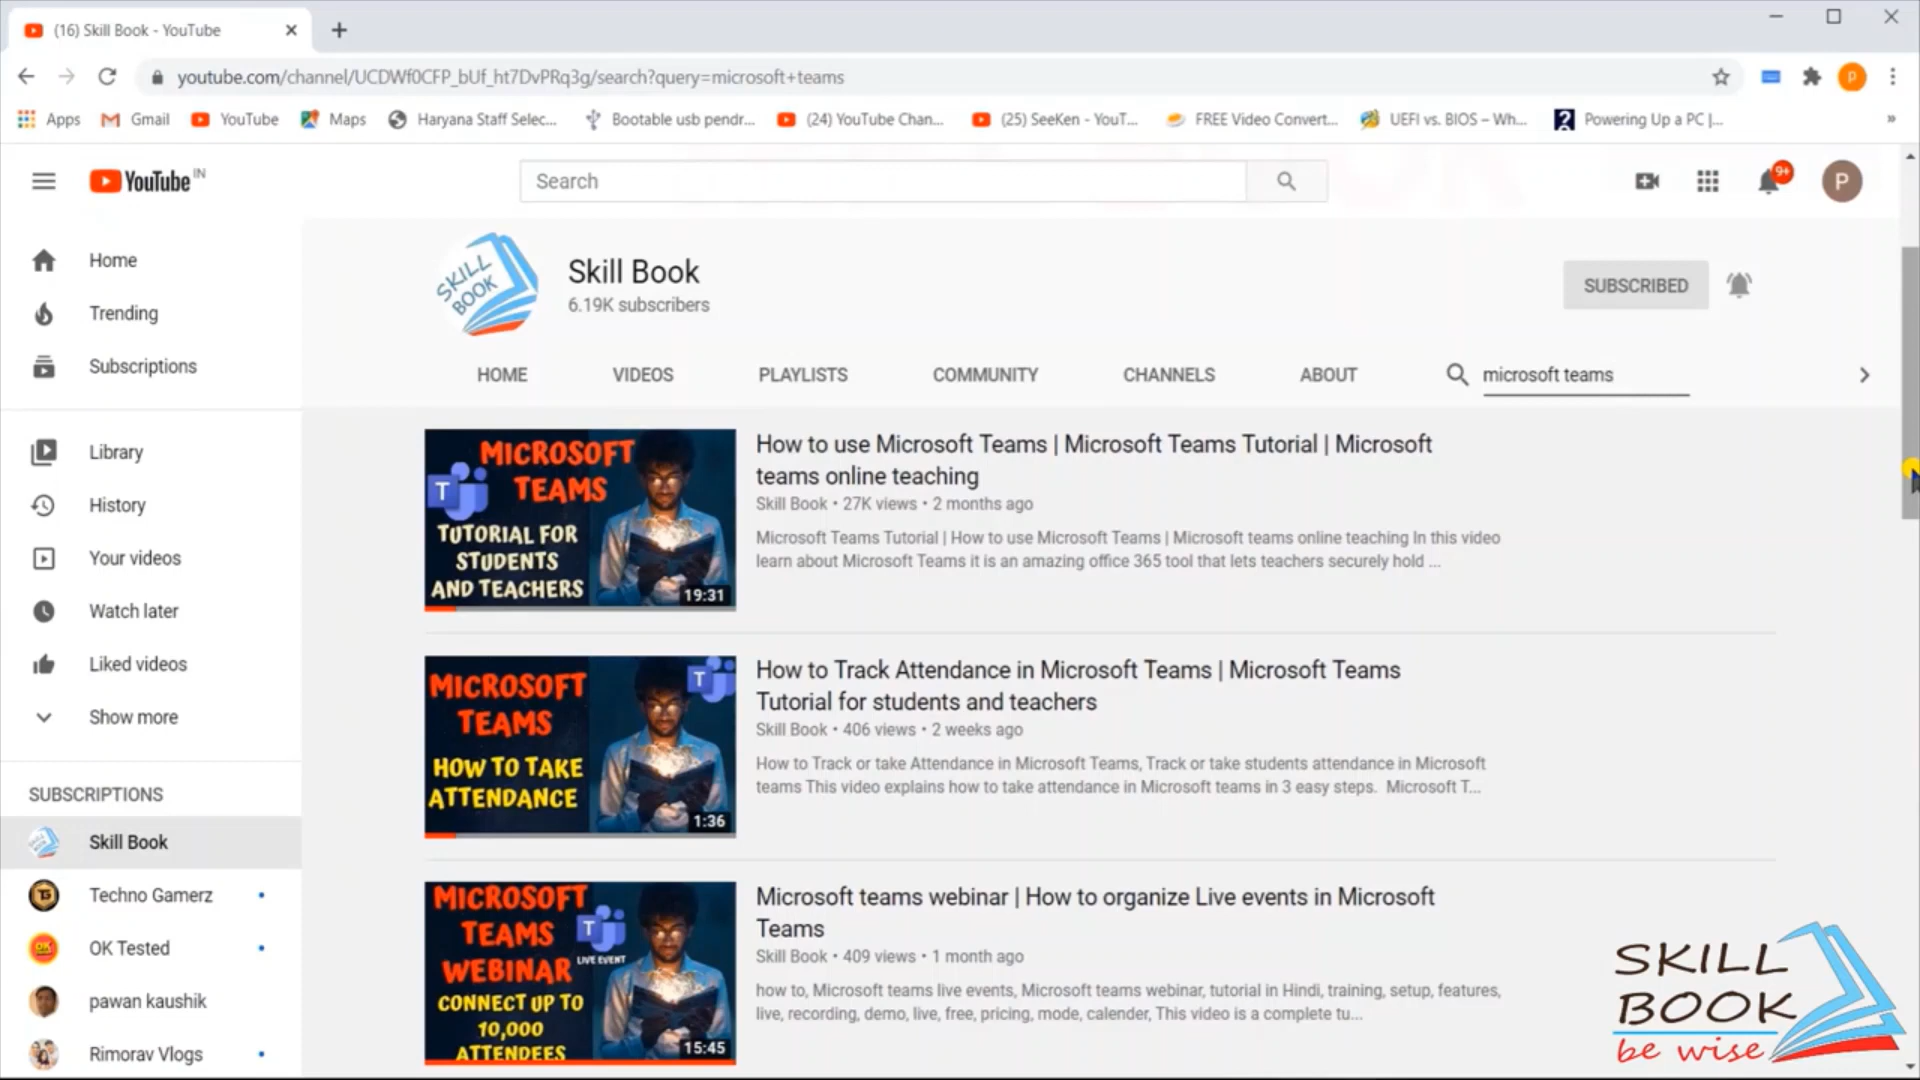 (16) Skill Book - YouTube
youtube.com/channel/UCDWf0CFP_bUf_ht7DvPRq3g/search?query=microsoft+teams
P
Apps
Gmail
YouTube
Maps
Haryana Staff Selec...
Bootable usb pendr...
(24) YouTube Chan...
(25) SeeKen - YouT...
FREE Video Convert...
UEFI vs. BIOS – Wh...
Powering Up a PC |...
»
YouTube IN
Search
9+
P
Home
Trending
Subscriptions
Library
History
Your videos
Watch later
Liked videos
Show more
SUBSCRIPTIONS
Skill Book
Techno Gamerz
OK Tested
pawan kaushik
Rimorav Vlogs
SKILL
BOOK
Skill Book
6.19K subscribers
SUBSCRIBED
HOME
VIDEOS
PLAYLISTS
COMMUNITY
CHANNELS
ABOUT
microsoft teams
MICROSOFT
TEAMS
T
TUTORIAL FOR
STUDENTS
AND TEACHERS
19:31
How to use Microsoft Teams | Microsoft Teams Tutorial | Microsoft
teams online teaching
Skill Book • 27K views • 2 months ago
Microsoft Teams Tutorial | How to use Microsoft Teams | Microsoft teams online teaching In this video
learn about Microsoft Teams it is an amazing office 365 tool that lets teachers securely hold ...
MICROSOFT
TEAMS
T
HOW TO TAKE
ATTENDANCE
1:36
How to Track Attendance in Microsoft Teams | Microsoft Teams
Tutorial for students and teachers
Skill Book • 406 views • 2 weeks ago
How to Track or take Attendance in Microsoft Teams, Track or take students attendance in Microsoft
teams This video explains how to take attendance in Microsoft teams in 3 easy steps. Microsoft T...
MICROSOFT
TEAMS
T
WEBINAR
LIVE EVENT
CONNECT UP TO
10,000
ATTENDEES
15:45
Microsoft teams webinar | How to organize Live events in Microsoft
Teams
Skill Book • 409 views • 1 month ago
how to, Microsoft teams live events, Microsoft teams webinar, tutorial in Hindi, training, setup, features,
live, recording, demo, live, free, pricing, mode, calender, This video is a complete tu...
SKILL
BOOK
be wise